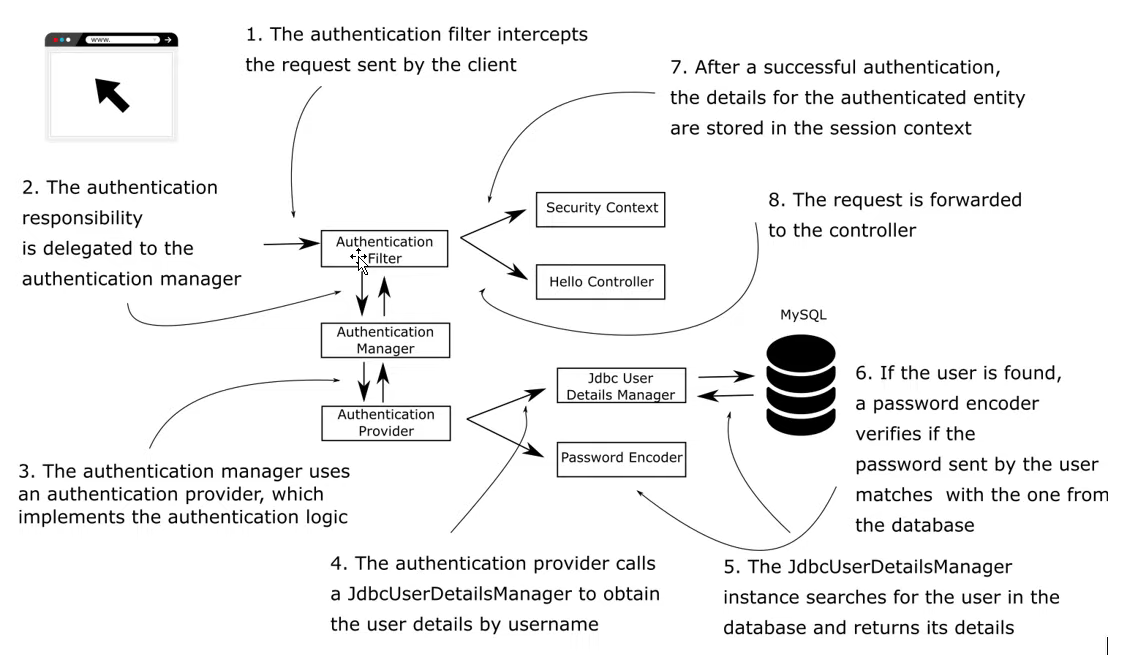 www.
1. The authentication filter intercepts
the request sent by the client
7. After a successful authentication,
the details for the authenticated entity
are stored in the session context
2. The authentication
responsibility
is delegated to the
authentication manager
8. The request is forwarded
to the controller
Authentication
Filter
Security Context
Hello Controller
Authentication
Manager
Authentication
Provider
MySQL
Jdbc User
Details Manager
Password Encoder
6. If the user is found,
a password encoder
verifies if the
password sent by the user
matches  with the one from
the database
3. The authentication manager uses
an authentication provider, which
implements the authentication logic
4. The authentication provider calls
a JdbcUserDetailsManager to obtain
the user details by username
5. The JdbcUserDetailsManager
instance searches for the user in the
database and returns its details